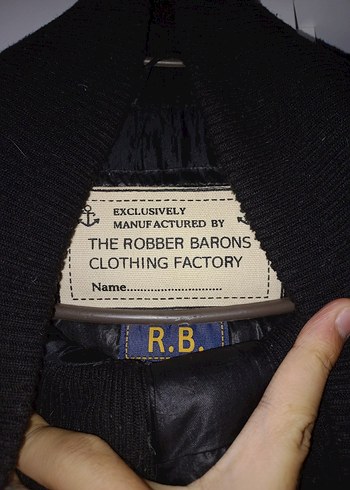 EXCLUSIVELY
MANUFACTURED BY
THE ROBBER BARONS
CLOTHING FACTORY
Name...........................
R.B.